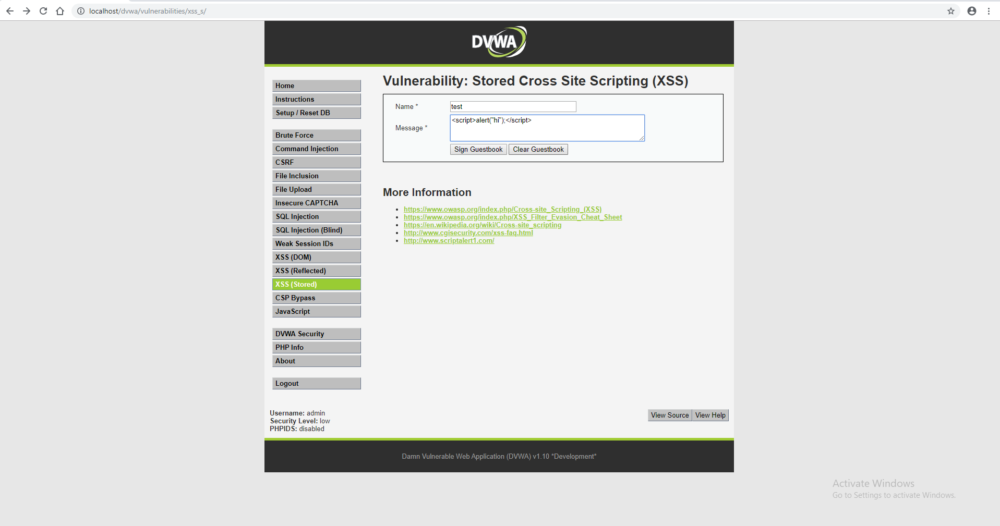 localhost/dvwa/vulnerabilities/xss_s/
DVWA
Home
Instructions
Setup / Reset DB
Brute Force
Command Injection
CSRF
File Inclusion
File Upload
Insecure CAPTCHA
SQL Injection
SQL Injection (Blind)
Weak Session IDs
XSS (DOM)
XSS (Reflected)
XSS (Stored)
CSP Bypass
JavaScript
DVWA Security
PHP Info
About
Logout
Vulnerability: Stored Cross Site Scripting (XSS)
Name * test
Message * <script>alert("hi");</script>
Sign Guestbook Clear Guestbook
More Information
https://www.owasp.org/index.php/Cross-site_Scripting_(XSS)
https://www.owasp.org/index.php/XSS_Filter_Evasion_Cheat_Sheet
https://en.wikipedia.org/wiki/Cross-site_scripting
http://www.cgisecurity.com/xss-faq.html
http://www.scriptalert1.com/
Username: admin
Security Level: low
PHPIDS: disabled
View Source View Help
Damn Vulnerable Web Application (DVWA) v1.10 *Development*
Activate Windows
Go to Settings to activate Windows.